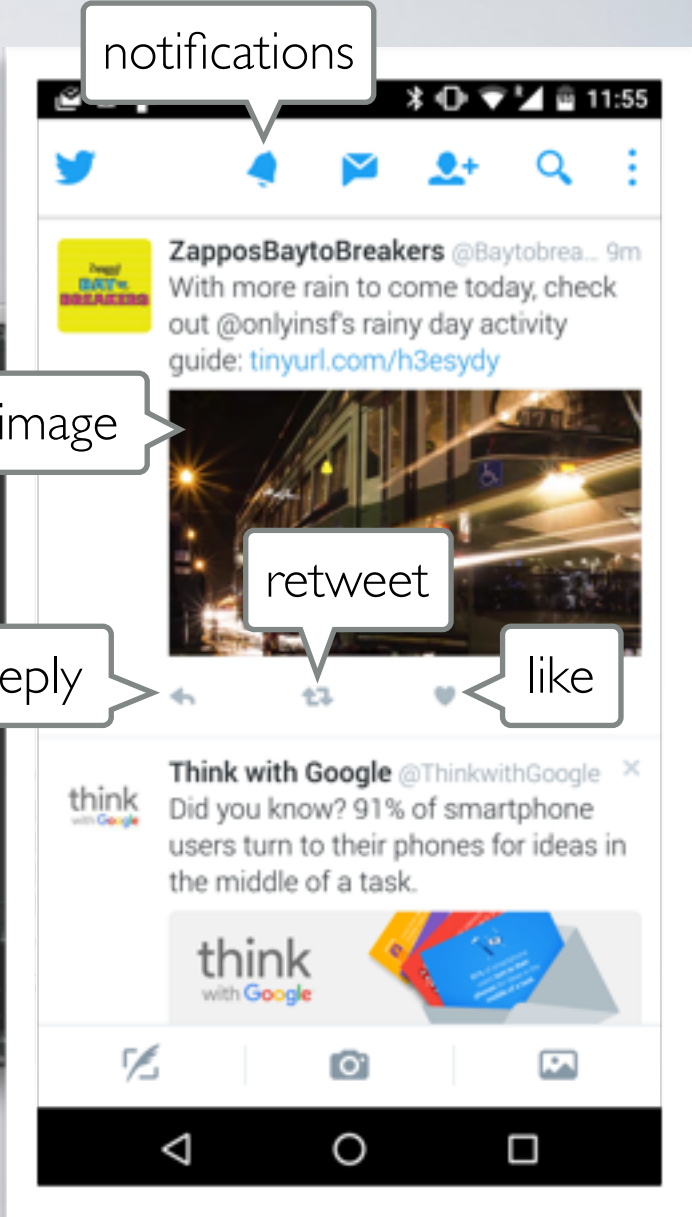 notifications
11:55
ZapposBaytoBreakers @Baytobrea... 9m
With more rain to come today, check
out @onlyinsf's rainy day activity
guide: tinyurl.com/h3esydy
image
retweet
eply
like
Think with Google @ThinkwithGoogle
think
with Google
Did you know? 91% of smartphone
users turn to their phones for ideas in
the middle of a task.
think
with Google